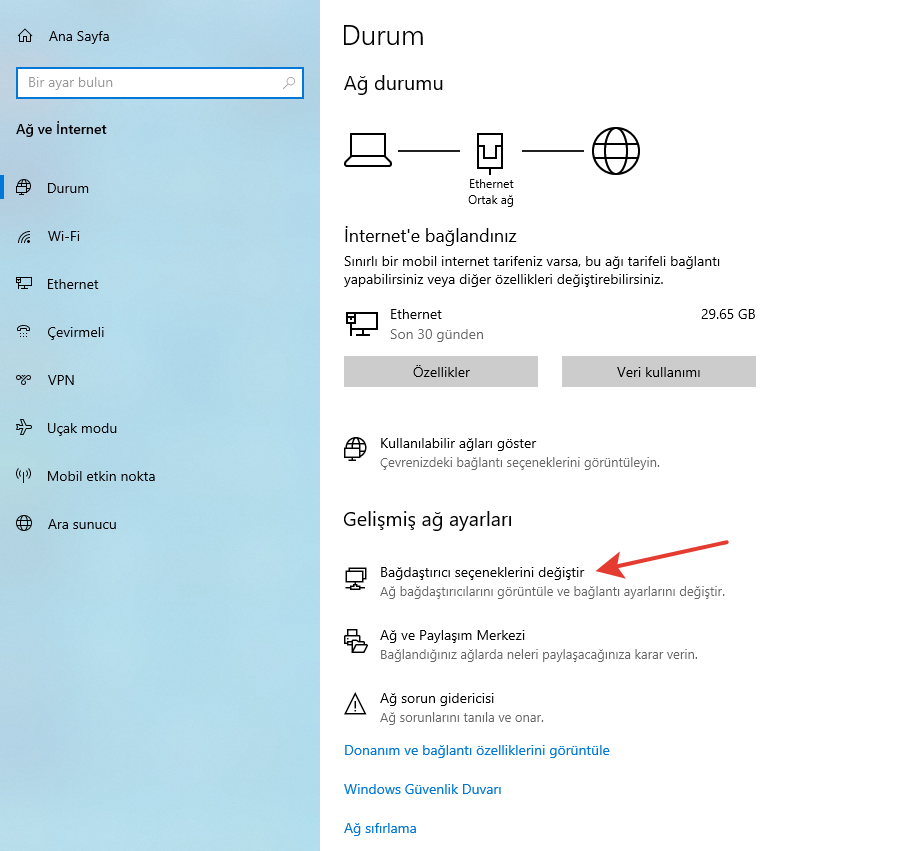 Ana Sayfa
Bir ayar bulun
Ağ ve İnternet
Durum
Wi-Fi
Ethernet
Çevirmeli
VPN
Uçak modu
Mobil etkin nokta
Ara sunucu
Durum
Ağ durumu
Ethernet
Ortak ağ
İnternet'e bağlandınız
Sınırlı bir mobil internet tarifeniz varsa, bu ağı tarifeli bağlantı
yapabilirsiniz veya diğer özellikleri değiştirebilirsiniz.
Ethernet 29.65 GB
Son 30 günden
Özellikler Veri kullanımı
Kullanılabilir ağları göster
Çevrenizdeki bağlantı seçeneklerini görüntüleyin.
Gelişmiş ağ ayarları
Bağdaştırıcı seçeneklerini değiştir
Ağ bağdaştırıcılarını görüntüle ve bağlantı ayarlarını değiştir.
Ağ ve Paylaşım Merkezi
Bağlandığınız ağlarda neleri paylaşacağınıza karar verin.
Ağ sorun gidericisi
Ağ sorunlarını tanıla ve onar.
Donanım ve bağlantı özelliklerini görüntüle
Windows Güvenlik Duvarı
Ağ sıfırlama